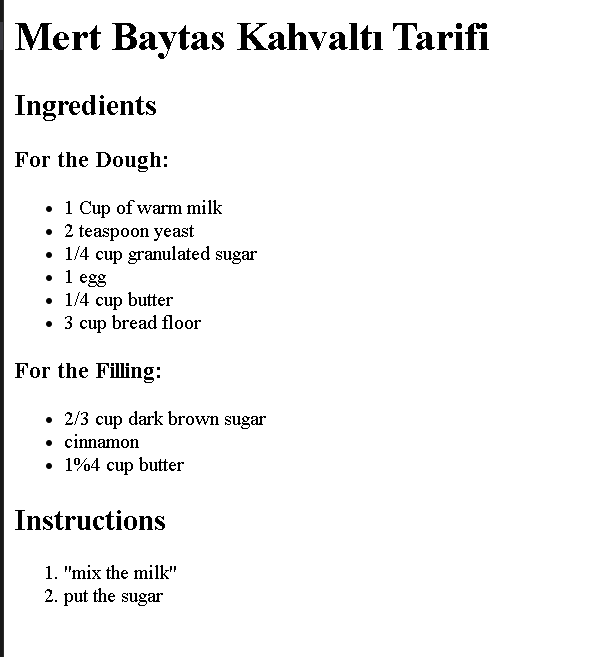 Mert Baytas Kahvaltı Tarifi
Ingredients
For the Dough:
• 1 Cup of warm milk
• 2 teaspoon yeast
• 1/4 cup granulated sugar
• 1 egg
• 1/4 cup butter
• 3 cup bread floor
For the Filling:
• 2/3 cup dark brown sugar
• cinnamon
• 1%4 cup butter
Instructions
1. "mix the milk"
2. put the sugar